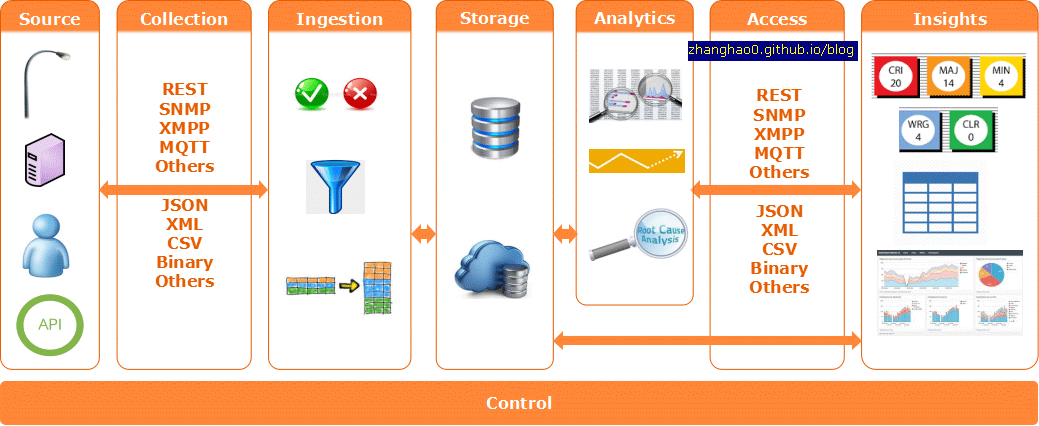 Source
Collection
Ingestion
Storage
Analytics
Access
Insights
zhanghao0.github.io/blog
API
REST
SNMP
XMPP
MQTT
Others
JSON
XML
CSV
Binary
Others
Root Cause
Analysis
REST
SNMP
XMPP
MQTT
Others
JSON
XML
CSV
Binary
Others
CRI
20
MAJ
14
MIN
4
WRG
4
CLR
0
Control